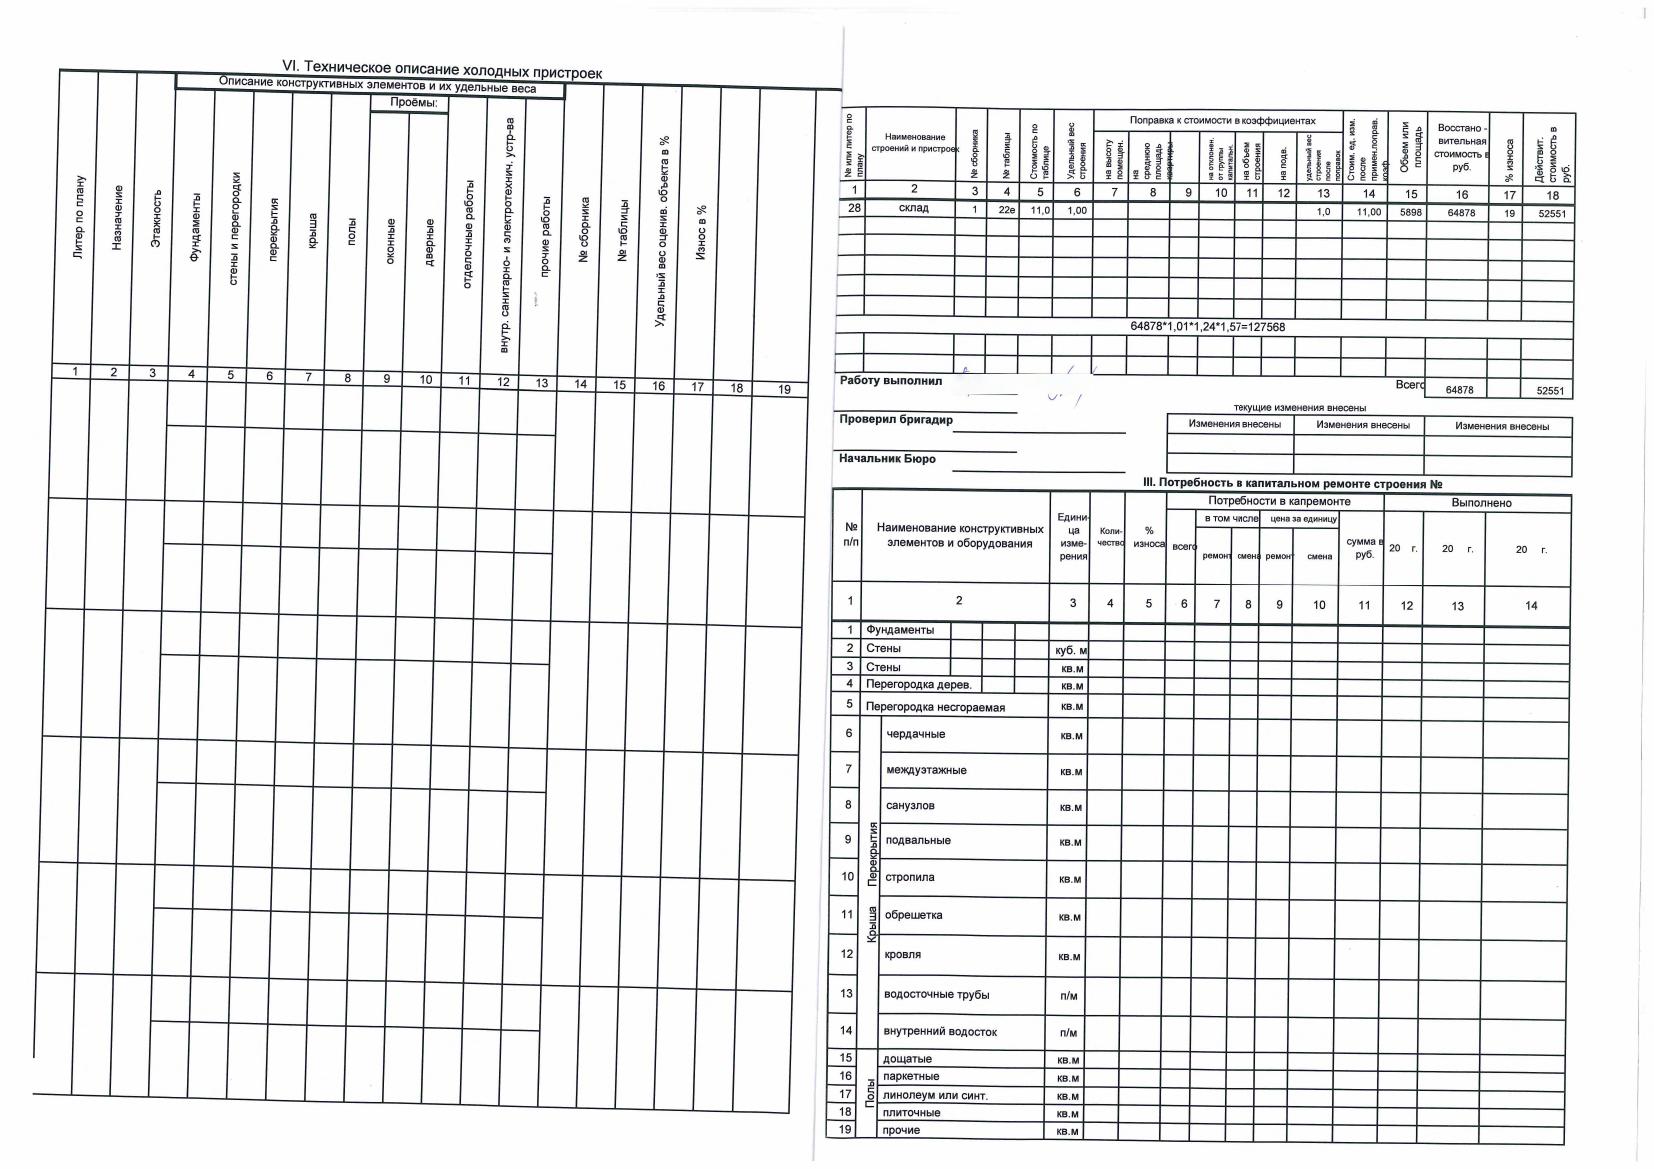 VI. Техническое описание холодных пристроек
Описание конструктивных элементов и их удельные веса
Проёмы:
Литер по плану
Назначение
Этажность
Фундаменты
стены и перегородки
перекрытия
крыша
полы
оконные
дверные
отделочные работы
внутр. санитарно- и электротехнич. устр-ва
прочие работы
№ сборника
№ таблицы
Удельный вес оценив. объекта в %
Износ в %
1 2 3 4 5 6 7 8 9 10 11 12 13 14 15 16 17 18 19
№ или литер по плану
Наименование строений и пристроек
№ сборника
№ таблицы
Стоимость по таблице
Удельный вес строения
Поправка к стоимости в коэффициентах
на высоту помещен.
на среднюю площадь квартиры
на отклонен. от группы капитальн.
на объем строения
на подв.
удельный вес строения после поправок
Стоим. ед. изм. после примен.поправ. коэф.
Объем или площадь
Восстано - вительная стоимость в руб.
% износа
Действит. стоимость в руб.
1 2 3 4 5 6 7 8 9 10 11 12 13 14 15 16 17 18
28 склад 1 22е 11,0 1,00 1,0 11,00 5898 64878 19 52551
64878*1,01*1,24*1,57=127568
Работу выполнил
Всего 64878 52551
текущие изменения внесены
Проверил бригадир
Изменения внесены Изменения внесены Изменения внесены
Начальник Бюро
III. Потребность в капитальном ремонте строения №
№ п/п
Наименование конструктивных элементов и оборудования
Едини- ца изме- рения
Коли- чество
% износа
Потребности в капремонте
всего
в том числе
ремонт смена
цена за единицу
ремонт смена
сумма в руб.
Выполнено
20 г. 20 г. 20 г.
1 2 3 4 5 6 7 8 9 10 11 12 13 14
1 Фундаменты
2 Стены куб. м
3 Стены кв.м
4 Перегородка дерев. кв.м
5 Перегородка несгораемая кв.м
Перекрытия
6 чердачные кв.м
7 междуэтажные кв.м
8 санузлов кв.м
9 подвальные кв.м
Крыша
10 стропила кв.м
11 обрешетка кв.м
12 кровля кв.м
13 водосточные трубы п/м
14 внутренний водосток п/м
Полы
15 дощатые кв.м
16 паркетные кв.м
17 линолеум или синт. кв.м
18 плиточные кв.м
19 прочие кв.м